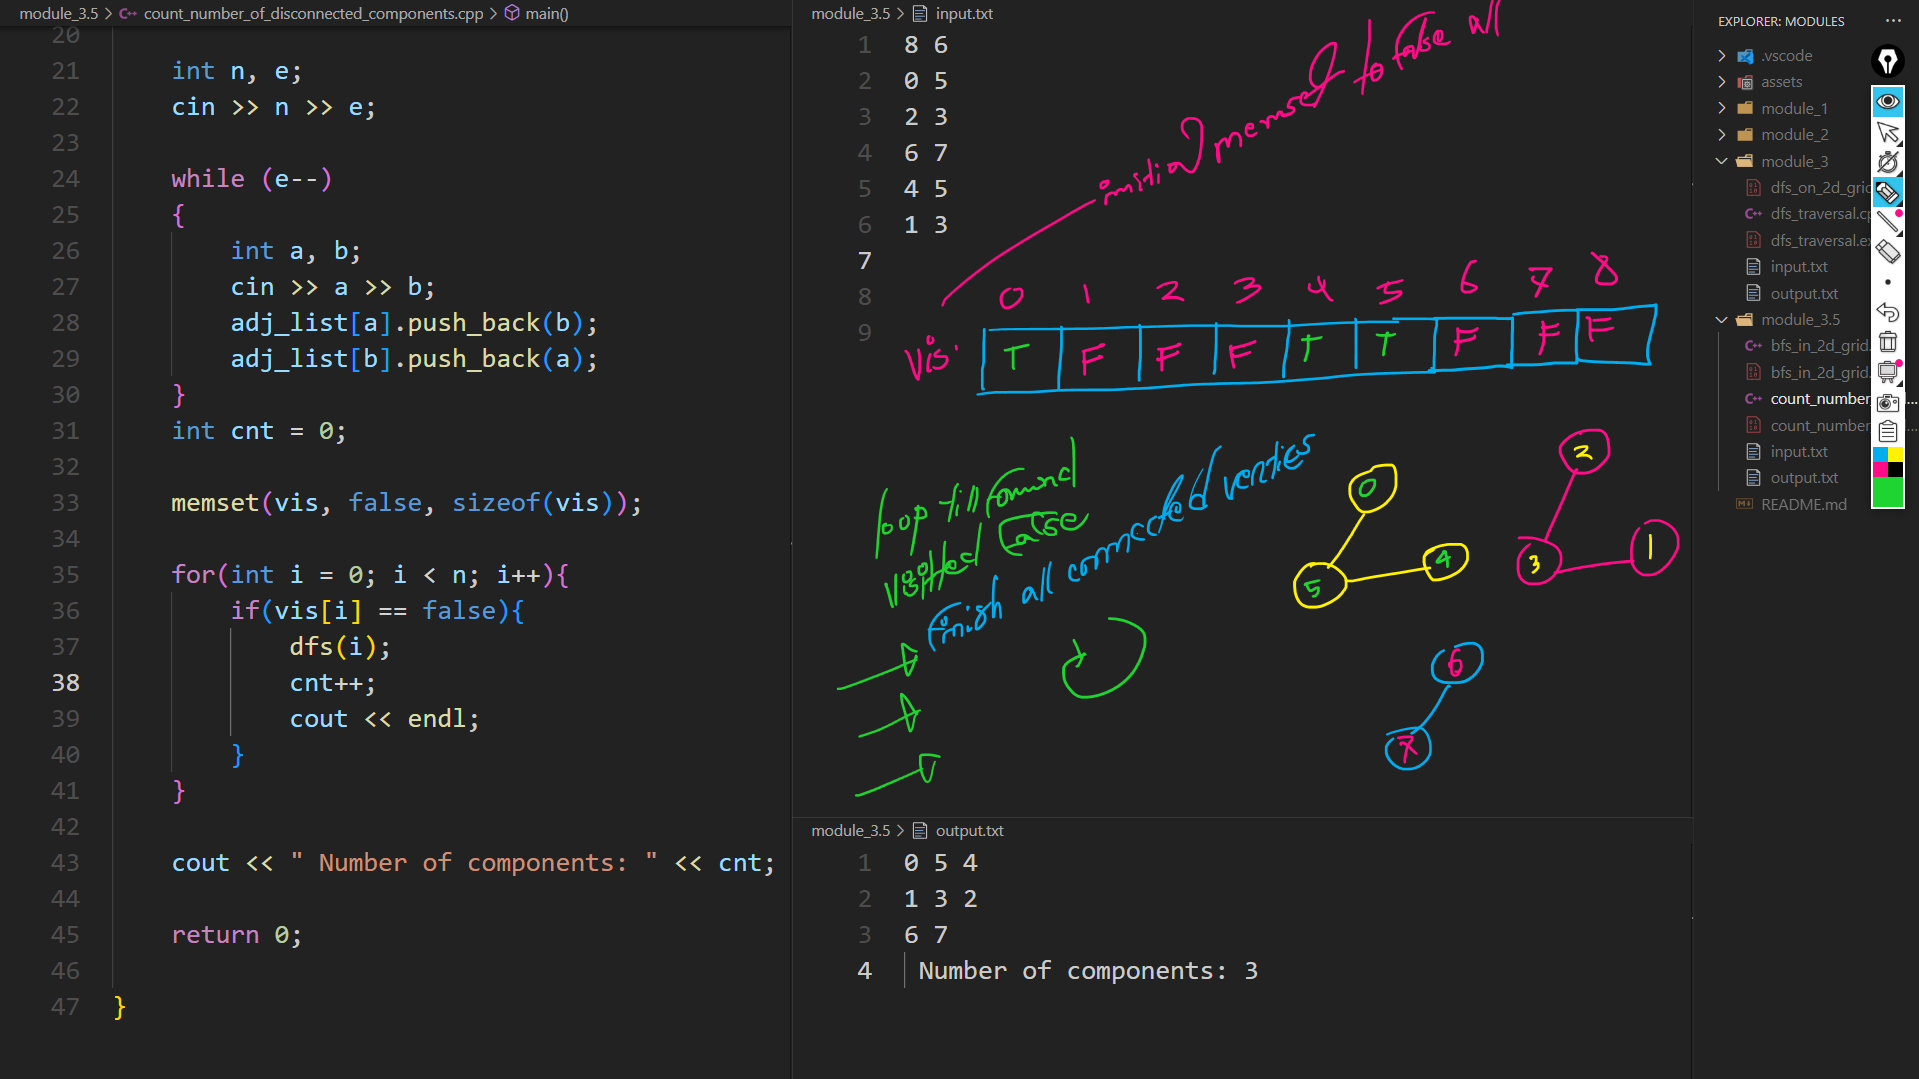 module_3.5 > count_number_of_disconnected_components.cpp > main()
20
21 int n, e;
22 cin >> n >> e;
23
24 while (e--)
25 {
26 int a, b;
27 cin >> a >> b;
28 adj_list[a].push_back(b);
29 adj_list[b].push_back(a);
30 }
31 int cnt = 0;
32
33 memset(vis, false, sizeof(vis));
34
35 for(int i = 0; i < n; i++){
36 if(vis[i] == false){
37 dfs(i);
38 cnt++;
39 cout << endl;
40 }
41 }
42
43 cout << " Number of components: " << cnt;
44
45 return 0;
46
47 }
module_3.5 > input.txt
1 8 6
2 0 5
3 2 3
4 6 7
5 4 5
6 1 3
7
8
9
initial memset to false all
0 1 2 3 4 5 6 7 8
vis T F F F T T F F F
loop till found
visited false
finish all connected verties
0
5
4
2
3
1
6
7
module_3.5 > output.txt
1 0 5 4
2 1 3 2
3 6 7
4 Number of components: 3
EXPLORER: MODULES ...
.vscode
assets
module_1
module_2
module_3
dfs_on_2d_grid
dfs_traversal.cp
dfs_traversal.ex
input.txt
output.txt
module_3.5
bfs_in_2d_grid.
bfs_in_2d_grid.
count_number_ ...
count_number_ ...
input.txt
output.txt
README.md